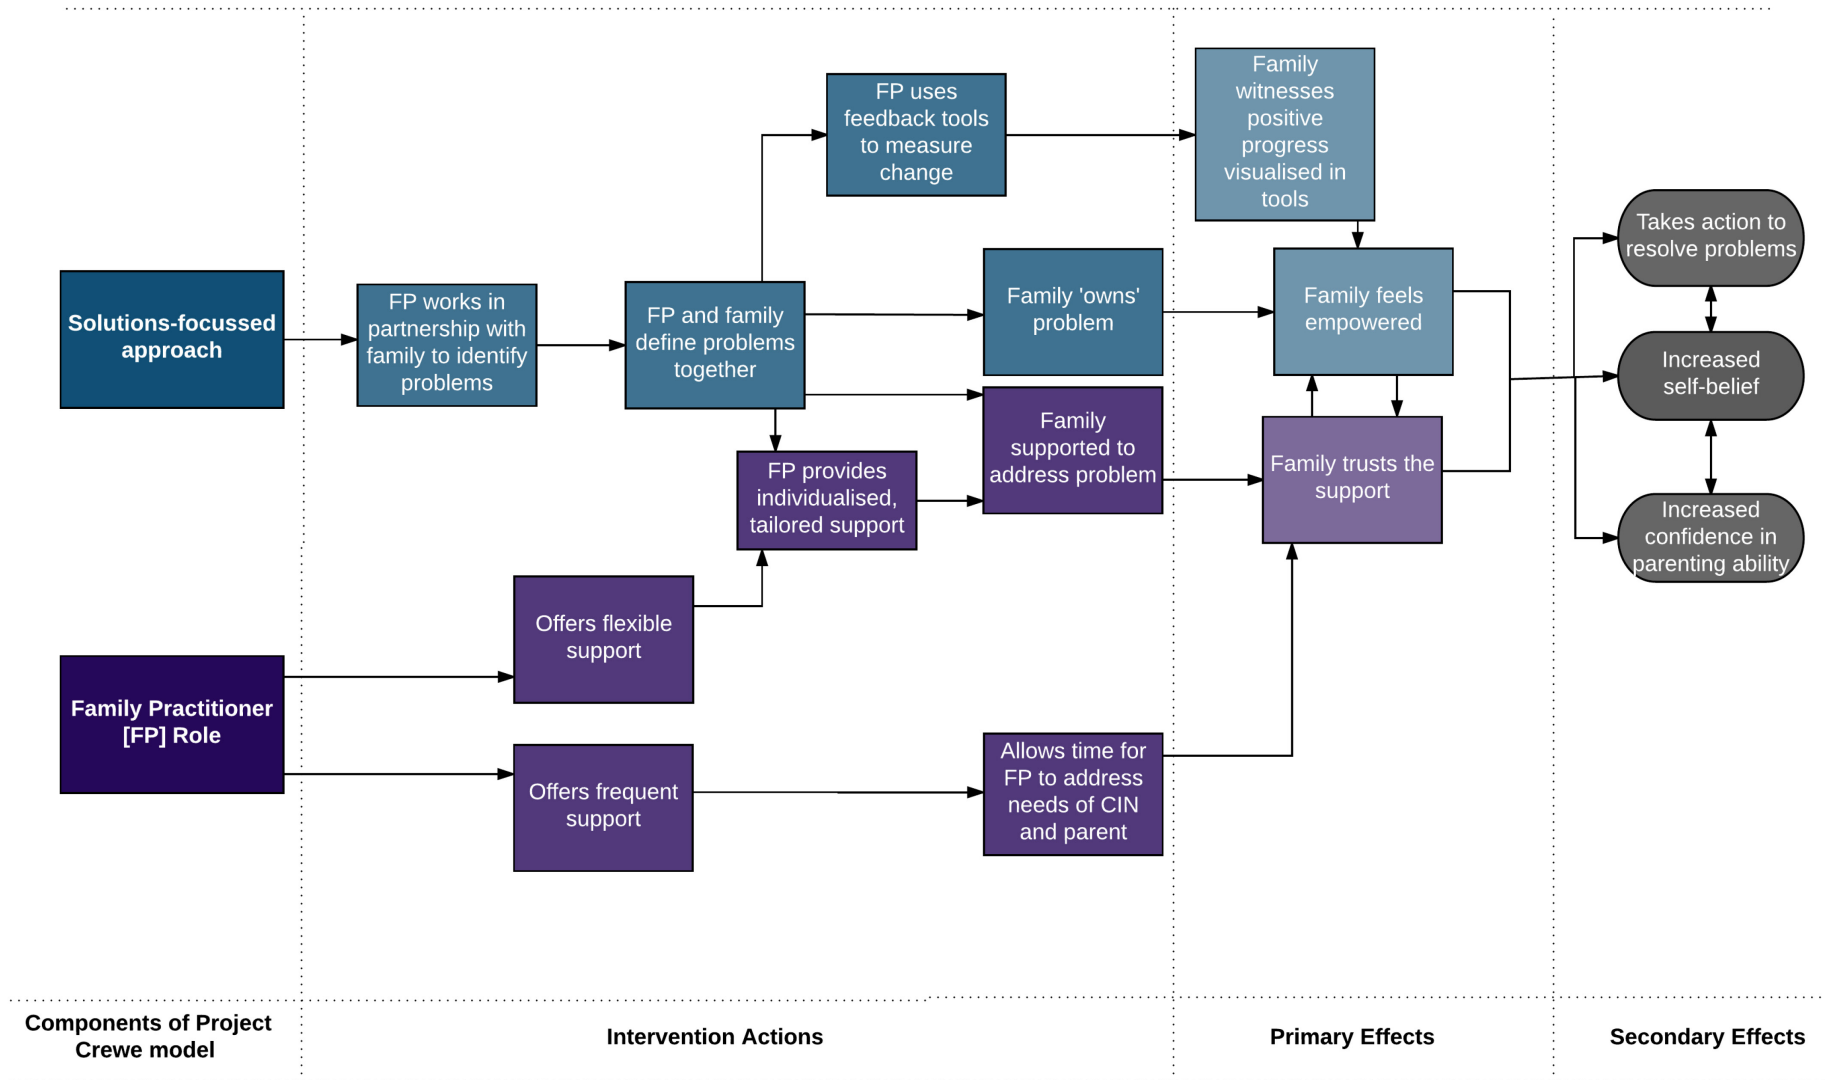 Solutions-focussed
approach
Family Practitioner
[FP] Role
FP works in
partnership with
family to identify
problems
FP and family
define problems
together
FP uses
feedback tools
to measure
change
Family 'owns'
problem
Family
supported to
address problem
FP provides
individualised,
tailored support
Offers flexible
support
Offers frequent
support
Allows time for
FP to address
needs of CIN
and parent
Family
witnesses
positive
progress
visualised in
tools
Family feels
empowered
Family trusts the
support
Takes action to
resolve problems
Increased
self-belief
Increased
confidence in
parenting ability
Components of Project
Crewe model
Intervention Actions
Primary Effects
Secondary Effects